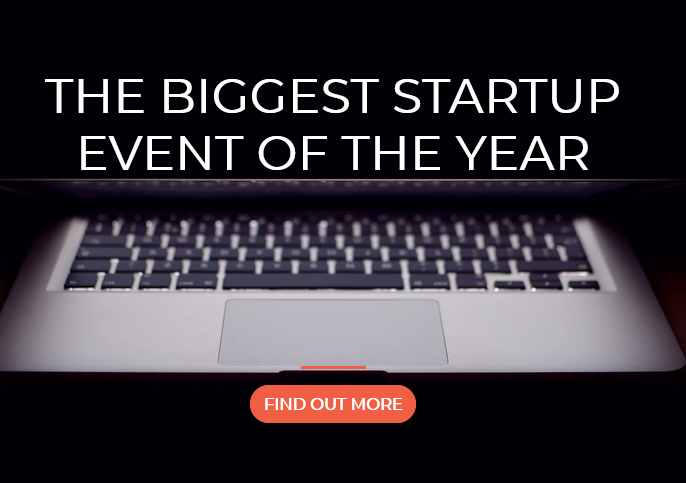 THE BIGGEST STARTUP
EVENT OF THE YEAR
FIND OUT MORE